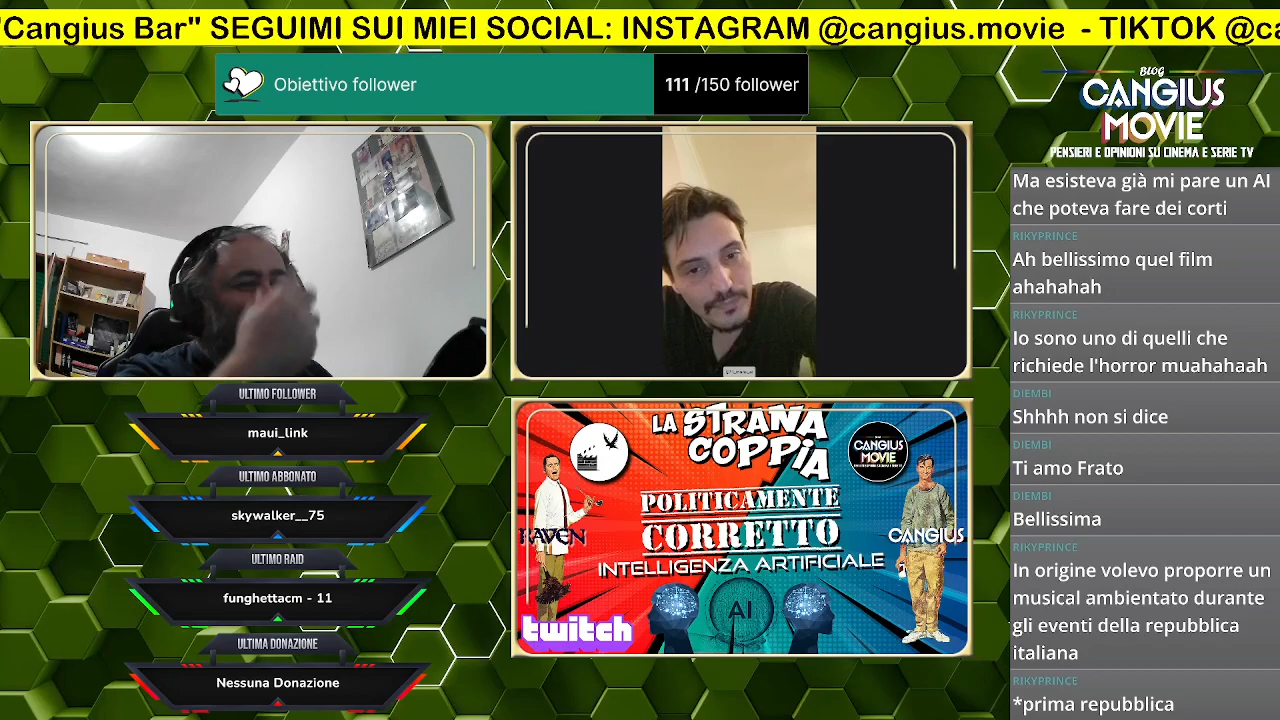 "Cangius Bar" SEGUIMI SUI MIEI SOCIAL: INSTAGRAM @cangius.movie - TIKTOK @ca
Obiettivo follower
111 /150 follower
BLOG
CANGIUS
MOVIE
PENSIERI E OPINIONI SU CINEMA E SERIE TV
Ma esisteva già mi pare un AI
che poteva fare dei corti
RIKYPRINCE
Ah bellissimo quel film
ahahahah
RIKYPRINCE
Io sono uno di quelli che
richiede l'horror muahahaah
DIEMBI
Shhhh non si dice
DIEMBI
Ti amo Frato
DIEMBI
Bellissima
RIKYPRINCE
In origine volevo proporre un
musical ambientato durante
gli eventi della repubblica
italiana
RIKYPRINCE
*prima repubblica
ULTIMO FOLLOWER
maui_link
ULTIMO ABBONATO
skywalker__75
ULTIMO RAID
funghettacm - 11
ULTIMA DONAZIONE
Nessuna Donazione
LA STRANA
COPPIA
CANGIUS
MOVIE
POLITICAMENTE
CORRETTO
INTELLIGENZA ARTIFICIALE
RAVEN
CANGIUS
AI
twitch